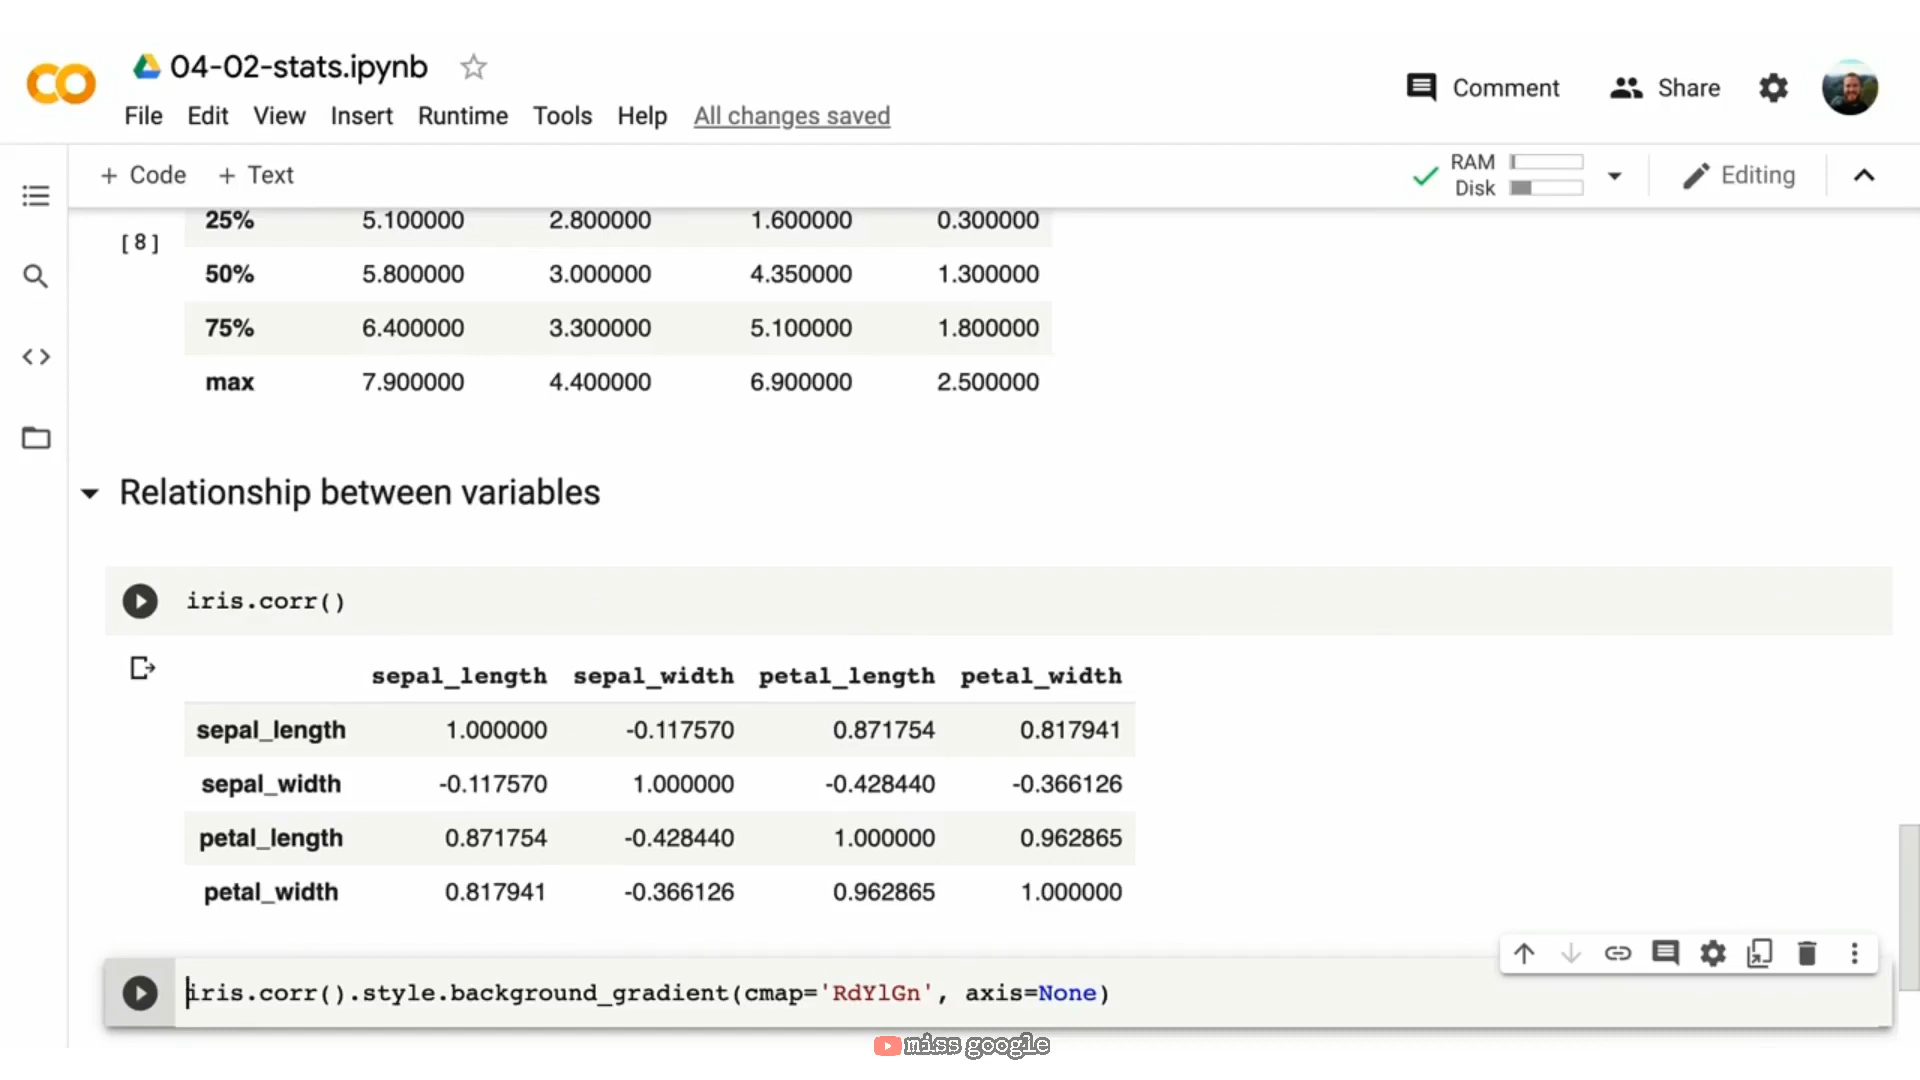 CO
04-02-stats.ipynb
File Edit View Insert Runtime Tools Help All changes saved
Comment Share
+ Code + Text
RAM
Disk
Editing
[8]
25% 5.100000 2.800000 1.600000 0.300000
50% 5.800000 3.000000 4.350000 1.300000
75% 6.400000 3.300000 5.100000 1.800000
max 7.900000 4.400000 6.900000 2.500000
Relationship between variables
iris.corr()
sepal_length sepal_width petal_length petal_width
sepal_length 1.000000 -0.117570 0.871754 0.817941
sepal_width -0.117570 1.000000 -0.428440 -0.366126
petal_length 0.871754 -0.428440 1.000000 0.962865
petal_width 0.817941 -0.366126 0.962865 1.000000
iris.corr().style.background_gradient(cmap='RdYlGn', axis=None)
miss google